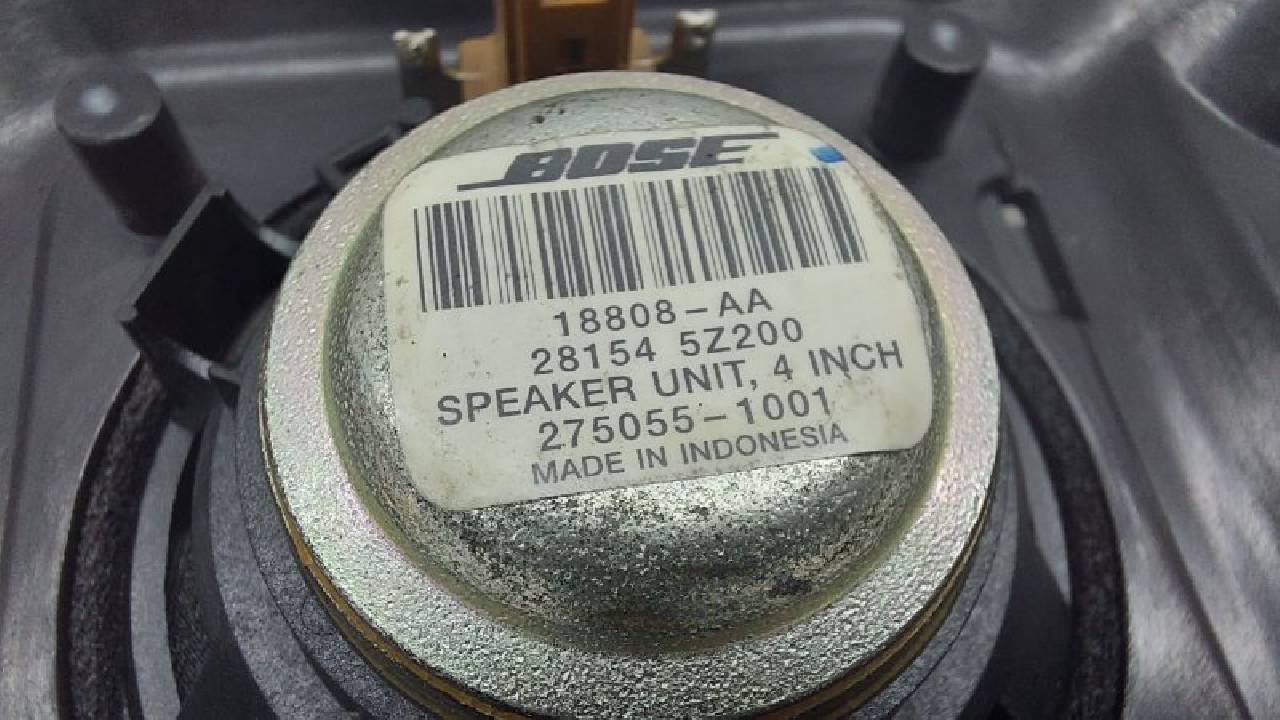 BOSE
18808-AA
28154 5Z200
SPEAKER UNIT, 4 INCH
275055-1001
MADE IN INDONESIA